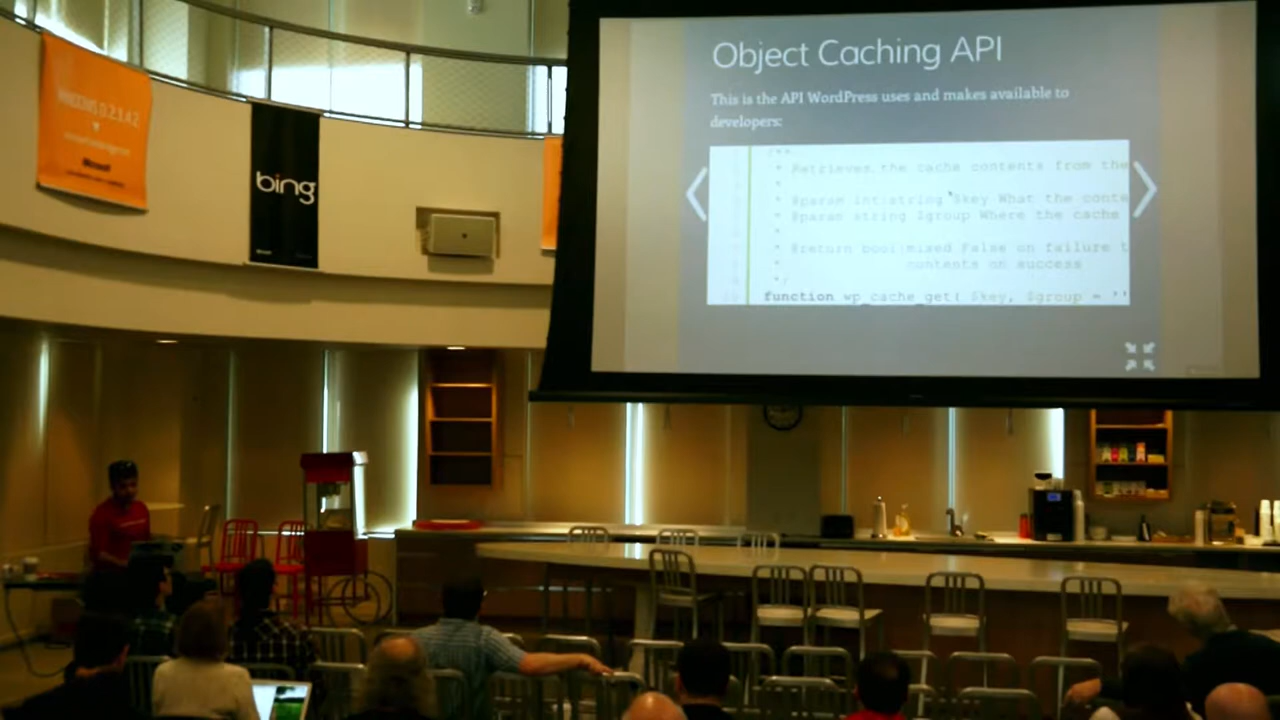 Object Caching API
This is the API WordPress uses and makes available to
developers:
/**
* Retrieves the cache contents from the
*
* @param int|string $key What the conte
* @param string $group Where the cache
*
* @return bool|mixed False on failure t
* contents on success
*/
function wp_cache_get( $key, $group = ''
bing
Microsoft